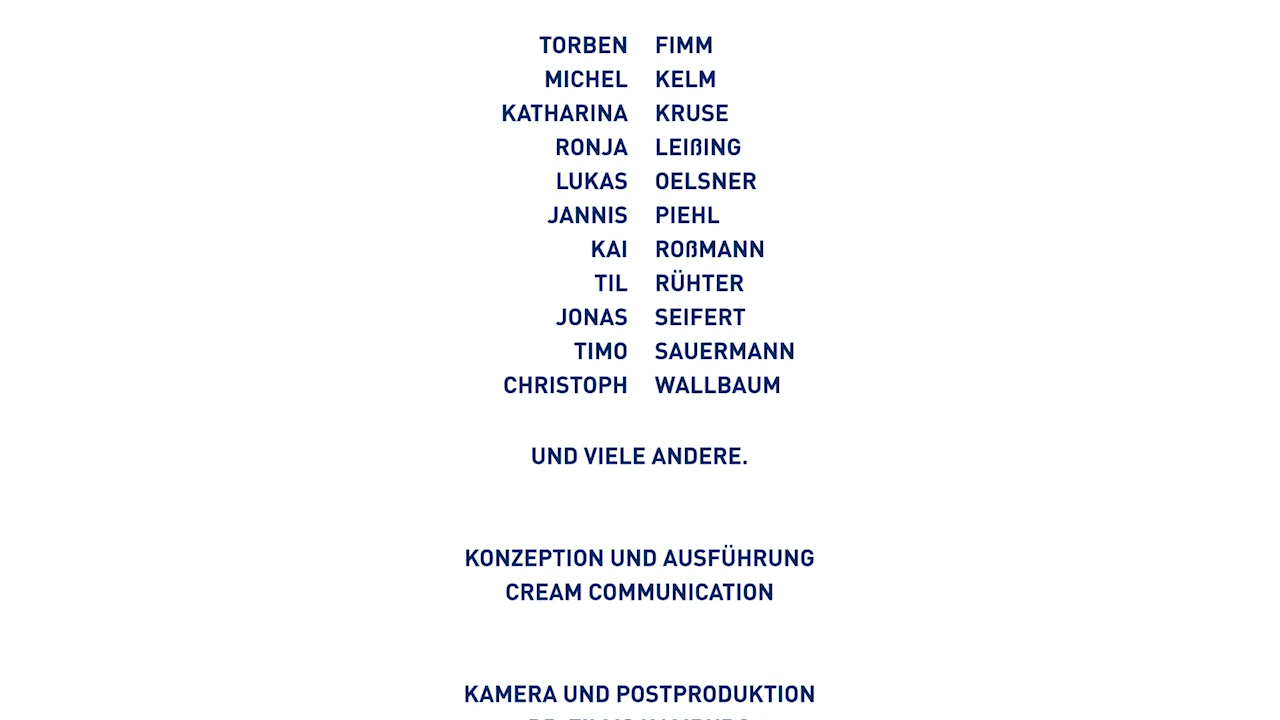 TORBEN FIMM
MICHEL KELM
KATHARINA KRUSE
RONJA LEIßING
LUKAS OELSNER
JANNIS PIEHL
KAI ROßMANN
TIL RÜHTER
JONAS SEIFERT
TIMO SAUERMANN
CHRISTOPH WALLBAUM
UND VIELE ANDERE.
KONZEPTION UND AUSFÜHRUNG
CREAM COMMUNICATION
KAMERA UND POSTPRODUKTION